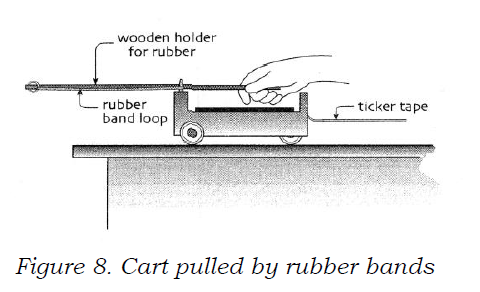 wooden holder
for rubber
rubber
band loop
ticker tape
Figure 8. Cart pulled by rubber bands